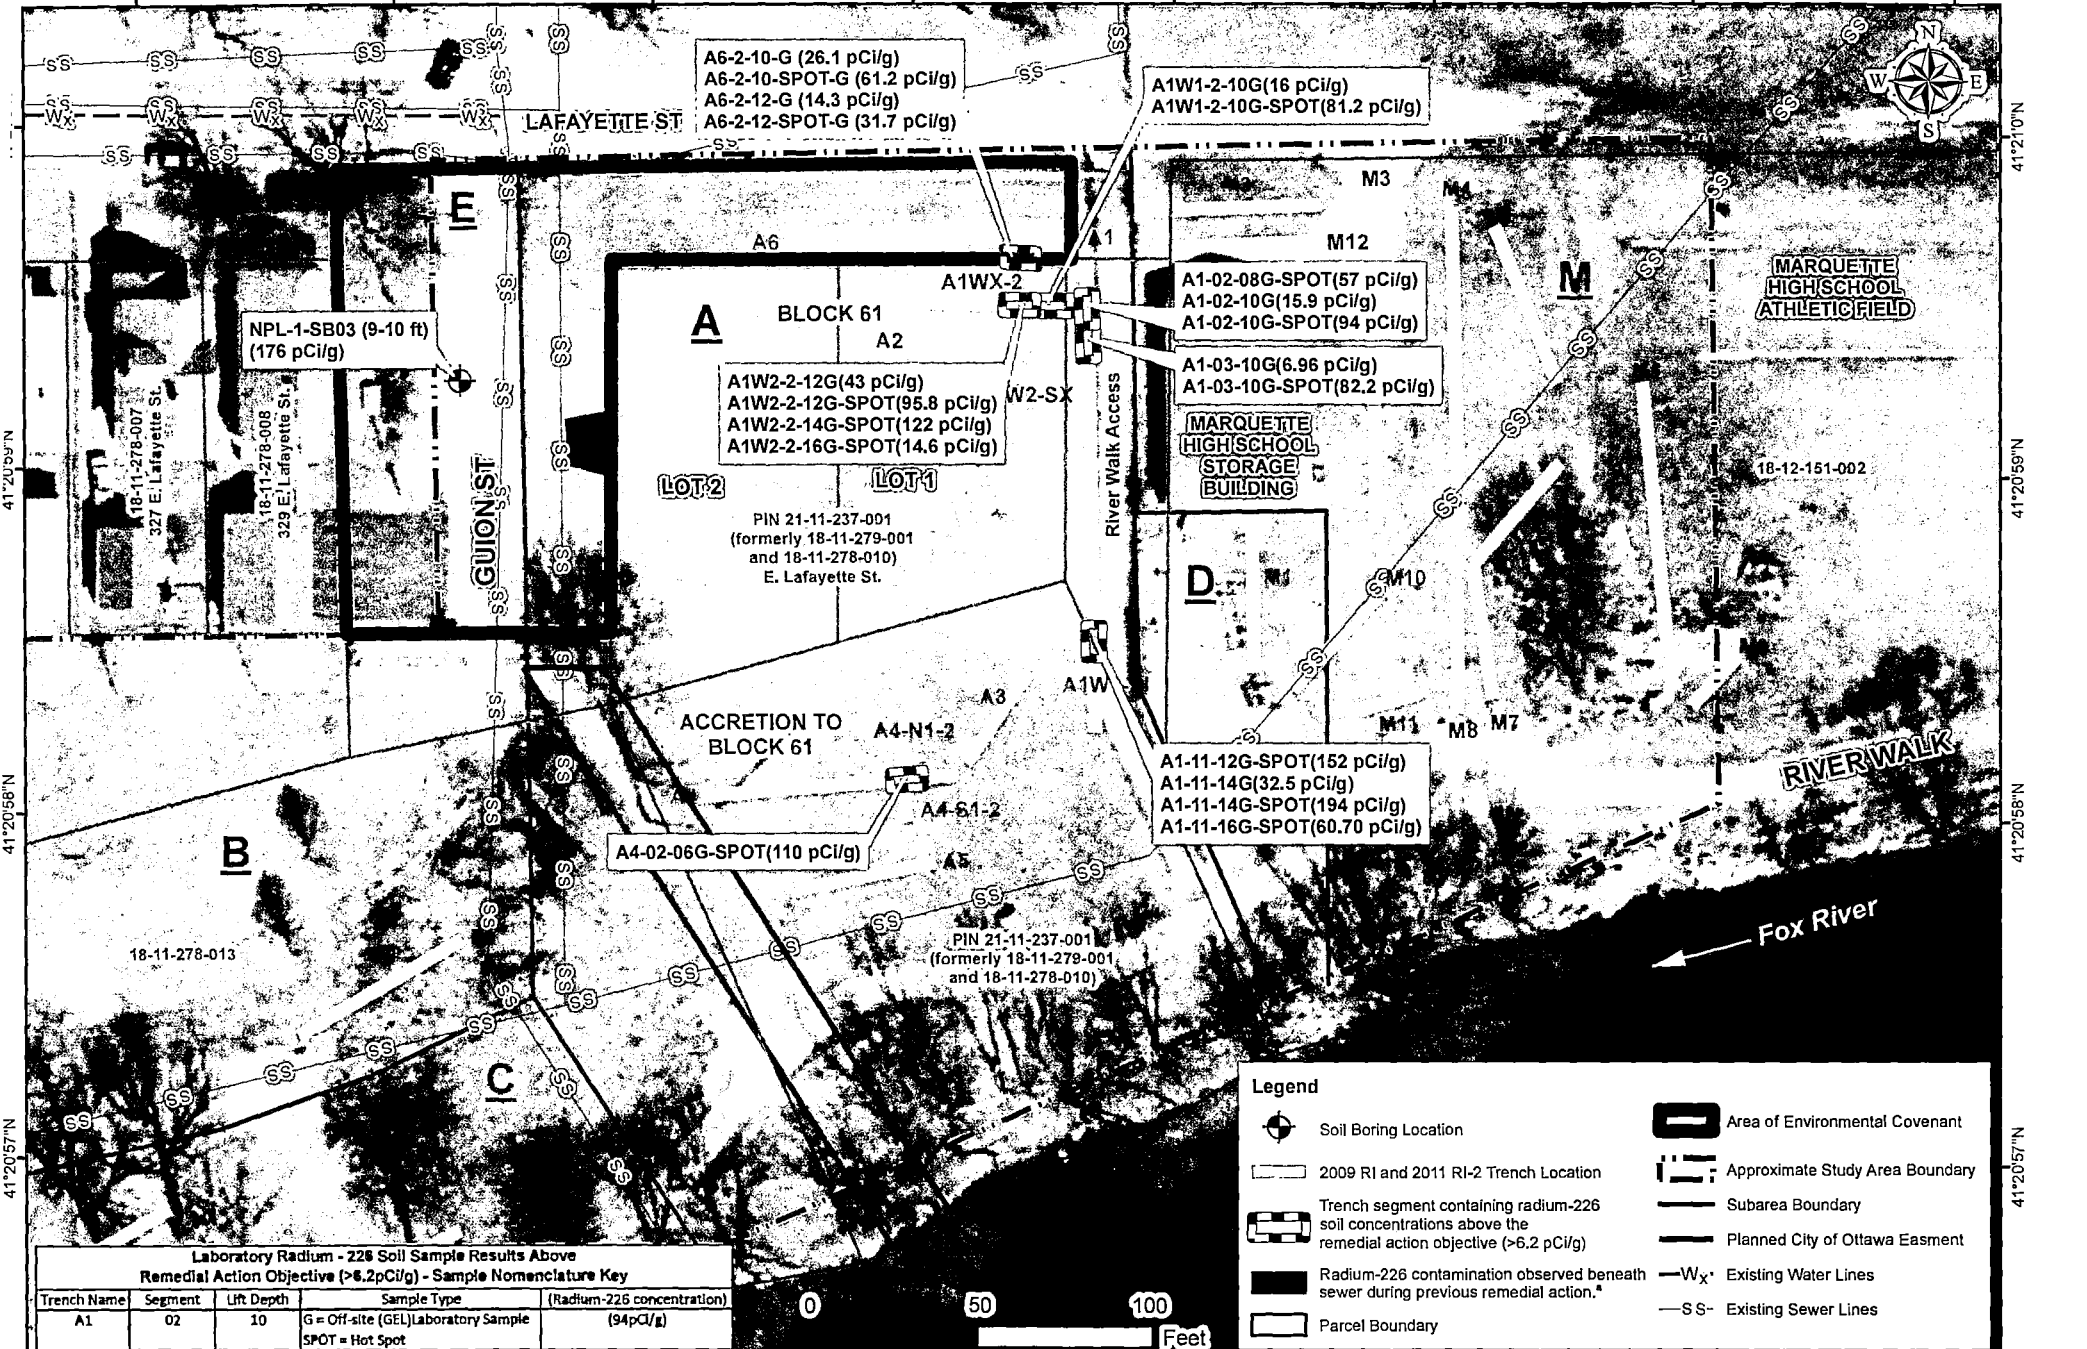 N
W E
S
A6-2-10-G (26.1 pCi/g)
A6-2-10-SPOT-G (61.2 pCi/g)
A6-2-12-G (14.3 pCi/g)
A6-2-12-SPOT-G (31.7 pCi/g)
A1W1-2-10G(16 pCi/g)
A1W1-2-10G-SPOT(81.2 pCi/g)
LAFAYETTE ST
41°21'0"N
E
M3
M4
A6
1
M12
A1WX-2
M
MARQUETTE
HIGH SCHOOL
ATHLETIC FIELD
A
BLOCK 61
A2
A1-02-08G-SPOT(57 pCi/g)
A1-02-10G(15.9 pCi/g)
A1-02-10G-SPOT(94 pCi/g)
NPL-1-SB03 (9-10 ft)
(176 pCi/g)
A1-03-10G(6.96 pCi/g)
A1-03-10G-SPOT(82.2 pCi/g)
A1W2-2-12G(43 pCi/g)
A1W2-2-12G-SPOT(95.8 pCi/g)
A1W2-2-14G-SPOT(122 pCi/g)
A1W2-2-16G-SPOT(14.6 pCi/g)
W2-SX
River Walk Access
MARQUETTE
HIGH SCHOOL
STORAGE
BUILDING
18-11-278-007
327 E. Lafayette St.
18-11-278-008
329 E. Lafayette St.
GUION ST
41°20'59"N
LOT 2
LOT 1
18-12-151-002
41°20'59"N
PIN 21-11-237-001
(formerly 18-11-279-001
and 18-11-278-010)
E. Lafayette St.
D
M1
M10
A1W
A3
ACCRETION TO
BLOCK 61
A4-N1-2
M11
M8
M7
A4-S1-2
A1-11-12G-SPOT(152 pCi/g)
A1-11-14G(32.5 pCi/g)
A1-11-14G-SPOT(194 pCi/g)
A1-11-16G-SPOT(60.70 pCi/g)
RIVER WALK
41°20'58"N
41°20'58"N
B
A4-02-06G-SPOT(110 pCi/g)
A5
18-11-278-013
PIN 21-11-237-001
(formerly 18-11-279-001
and 18-11-278-010)
Fox River
C
41°20'57"N
41°20'57"N
Legend
Soil Boring Location
2009 RI and 2011 RI-2 Trench Location
Trench segment containing radium-226
soil concentrations above the
remedial action objective (>6.2 pCi/g)
Radium-226 contamination observed beneath
sewer during previous remedial action.ª
Parcel Boundary
Area of Environmental Covenant
Approximate Study Area Boundary
Subarea Boundary
Planned City of Ottawa Easment
Wx Existing Water Lines
SS Existing Sewer Lines
Laboratory Radium - 226 Soil Sample Results Above
Remedial Action Objective (>6.2pCi/g) - Sample Nomenclature Key
Trench Name Segment Lift Depth Sample Type (Radium-226 concentration)
A1 02 10 G = Off-site (GEL)Laboratory Sample (94pCi/g)
SPOT = Hot Spot
0 50 100
Feet